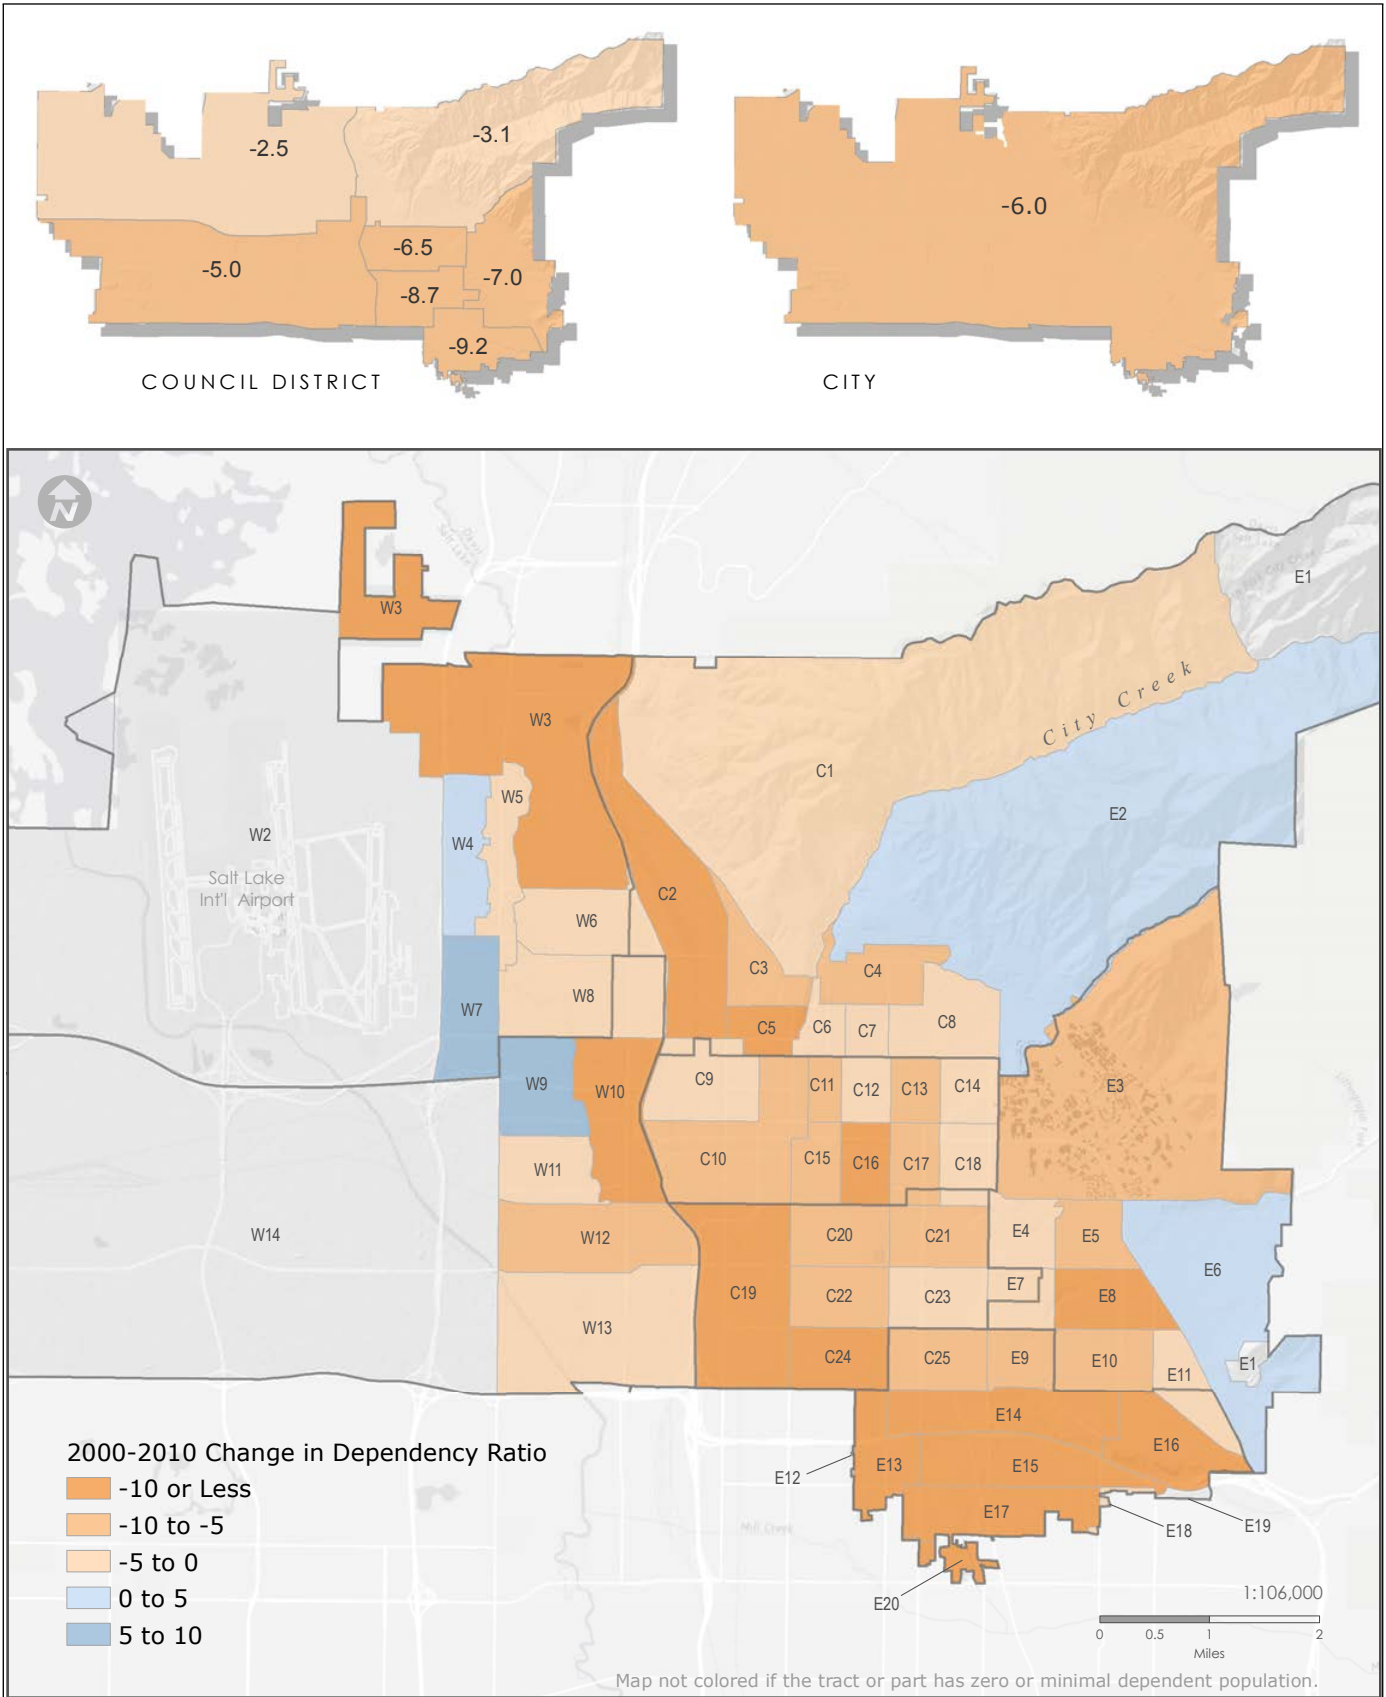 -2.5
-3.1
-5.0
-6.5
-8.7
-7.0
-9.2
COUNCIL DISTRICT
-6.0
CITY
N
W3
E1
W3
City Creek
C1
W5
E2
W2
W4
Salt Lake
Int'l Airport
C2
W6
C3
C4
W8
W7
C5
C6
C7
C8
C9
W9
W10
C11
C12
C13
C14
E3
W11
C10
C15
C16
C17
C18
W14
W12
C20
C21
E4
E5
E6
C19
C22
C23
E7
E8
W13
C24
C25
E9
E10
E11
E1
E14
E16
E12
E13
E15
E17
E18
E19
E20
Mill Creek
2000-2010 Change in Dependency Ratio
-10 or Less
-10 to -5
-5 to 0
0 to 5
5 to 10
1:106,000
0 0.5 1 2
Miles
Map not colored if the tract or part has zero or minimal dependent population.